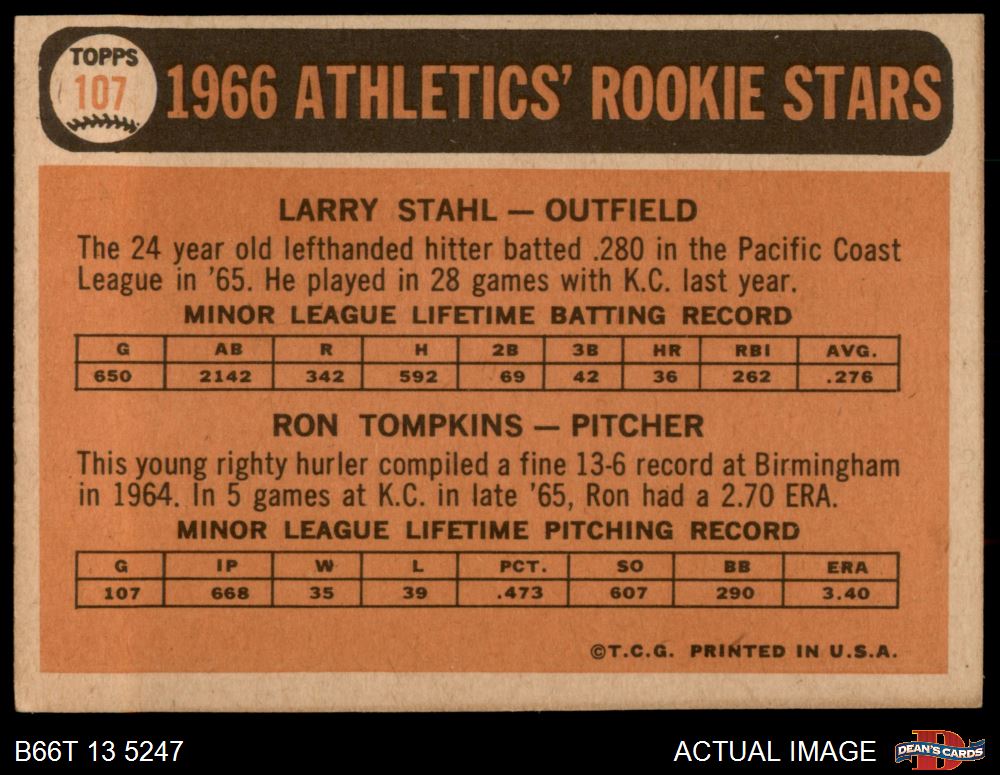 TOPPS
107
1966 ATHLETICS' ROOKIE STARS
LARRY STAHL — OUTFIELD
The 24 year old lefthanded hitter batted .280 in the Pacific Coast
League in '65. He played in 28 games with K.C. last year.
MINOR LEAGUE LIFETIME BATTING RECORD
G AB R H 2B 3B HR RBI AVG.
650 2142 342 592 69 42 36 262 .276
RON TOMPKINS — PITCHER
This young righty hurler compiled a fine 13-6 record at Birmingham
in 1964. In 5 games at K.C. in late '65, Ron had a 2.70 ERA.
MINOR LEAGUE LIFETIME PITCHING RECORD
G IP W L PCT. SO BB ERA
107 668 35 39 .473 607 290 3.40
©T.C.G. PRINTED IN U.S.A.
B66T 13 5247
ACTUAL IMAGE
D
DEAN'S CARDS